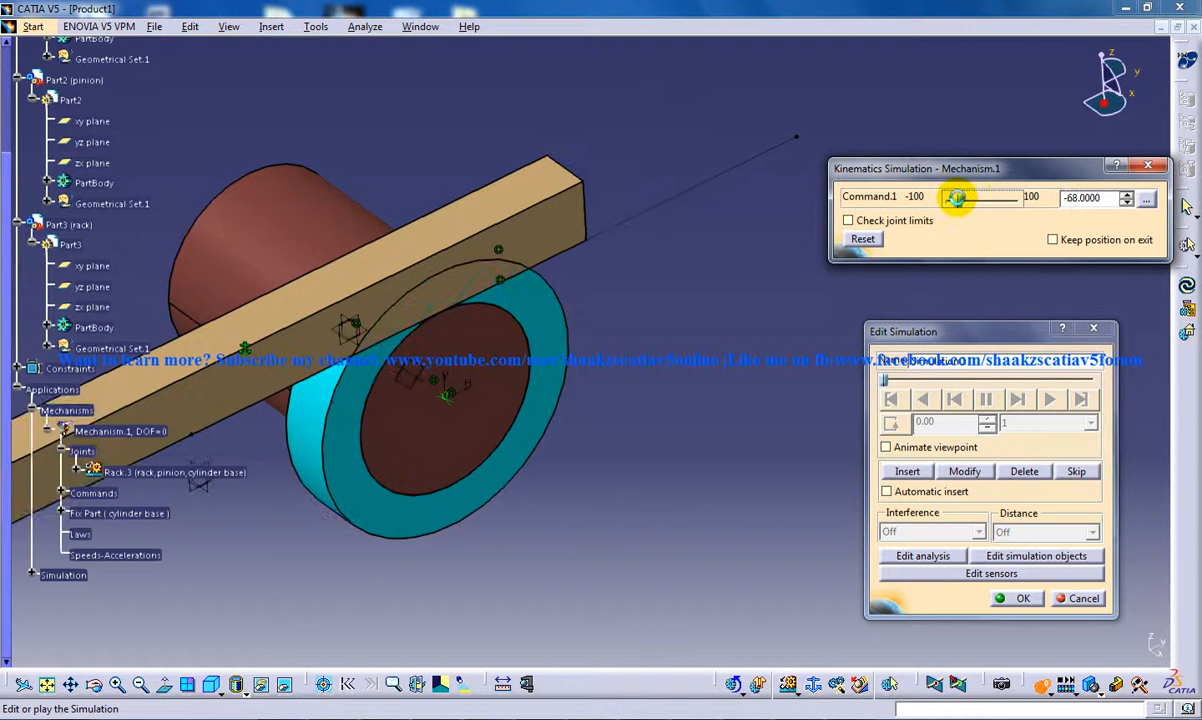 CATIA V5 - [Product1]
Start ENOVIA V5 VPM File Edit View Insert Tools Analyze Window Help
PartBody
Geometrical Set.1
Part2 (pinion)
Part2
xy plane
yz plane
zx plane
PartBody
Geometrical Set.1
Part3 (rack)
Part3
xy plane
yz plane
zx plane
PartBody
Geometrical Set.1
Constraints
Applications
Mechanisms
Mechanism.1, DOF=0
Joints
Rack.3 (rack,pinion,cylinder base)
Commands
Fix Part ( cylinder base )
Laws
Speeds-Accelerations
Simulation
z
y
x
Kinematics Simulation - Mechanism.1
Command.1 -100 100 -68.0000 ...
Check joint limits
Reset Keep position on exit
Want to learn more? Subscribe my channel: www.youtube.com/user/shaakzscatiav5online |Like me on fb:www.facebook.com/shaakzscatiav5forum
Edit Simulation
0.00 1
Animate viewpoint
Insert Modify Delete Skip
Automatic insert
Interference Distance
Off Off
Edit analysis Edit simulation objects
Edit sensors
OK Cancel
Edit or play the Simulation